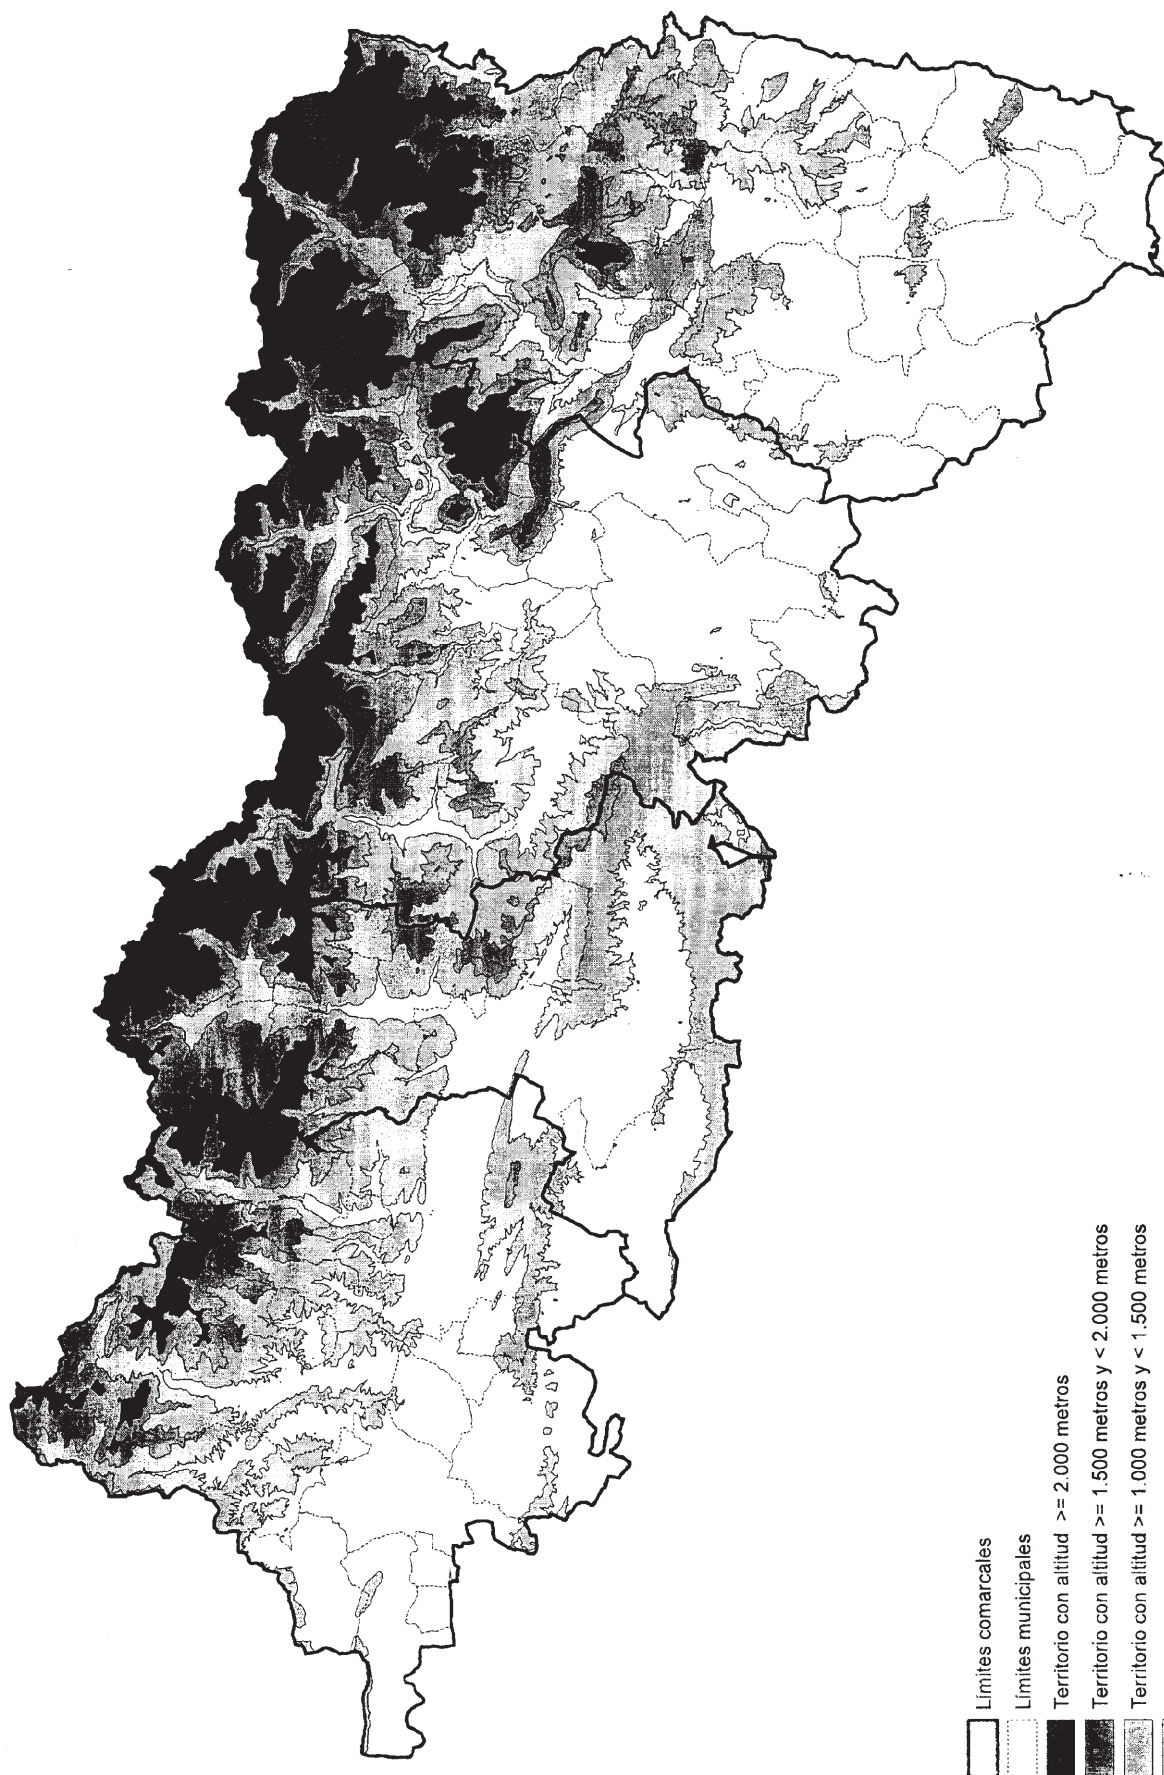 Límites comarcales
Límites municipales
Territorio con altitud >= 2.000 metros
Territorio con altitud >= 1.500 metros y < 2.000 metros
Territorio con altitud >= 1.000 metros y < 1.500 metros